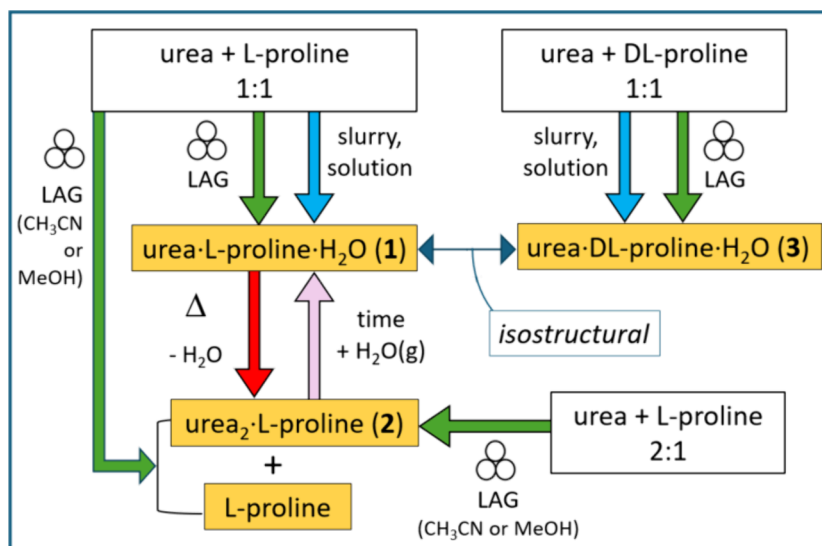 urea + L-proline
1:1
urea + DL-proline
1:1
LAG
(CH₃CN
or
MeOH)
LAG
slurry,
solution
slurry,
solution
LAG
urea·L-proline·H₂O (1)
urea·DL-proline·H₂O (3)
Δ
- H₂O
time
+ H₂O(g)
isostructural
urea₂·L-proline (2)
+
L-proline
urea + L-proline
2:1
LAG
(CH₃CN or MeOH)